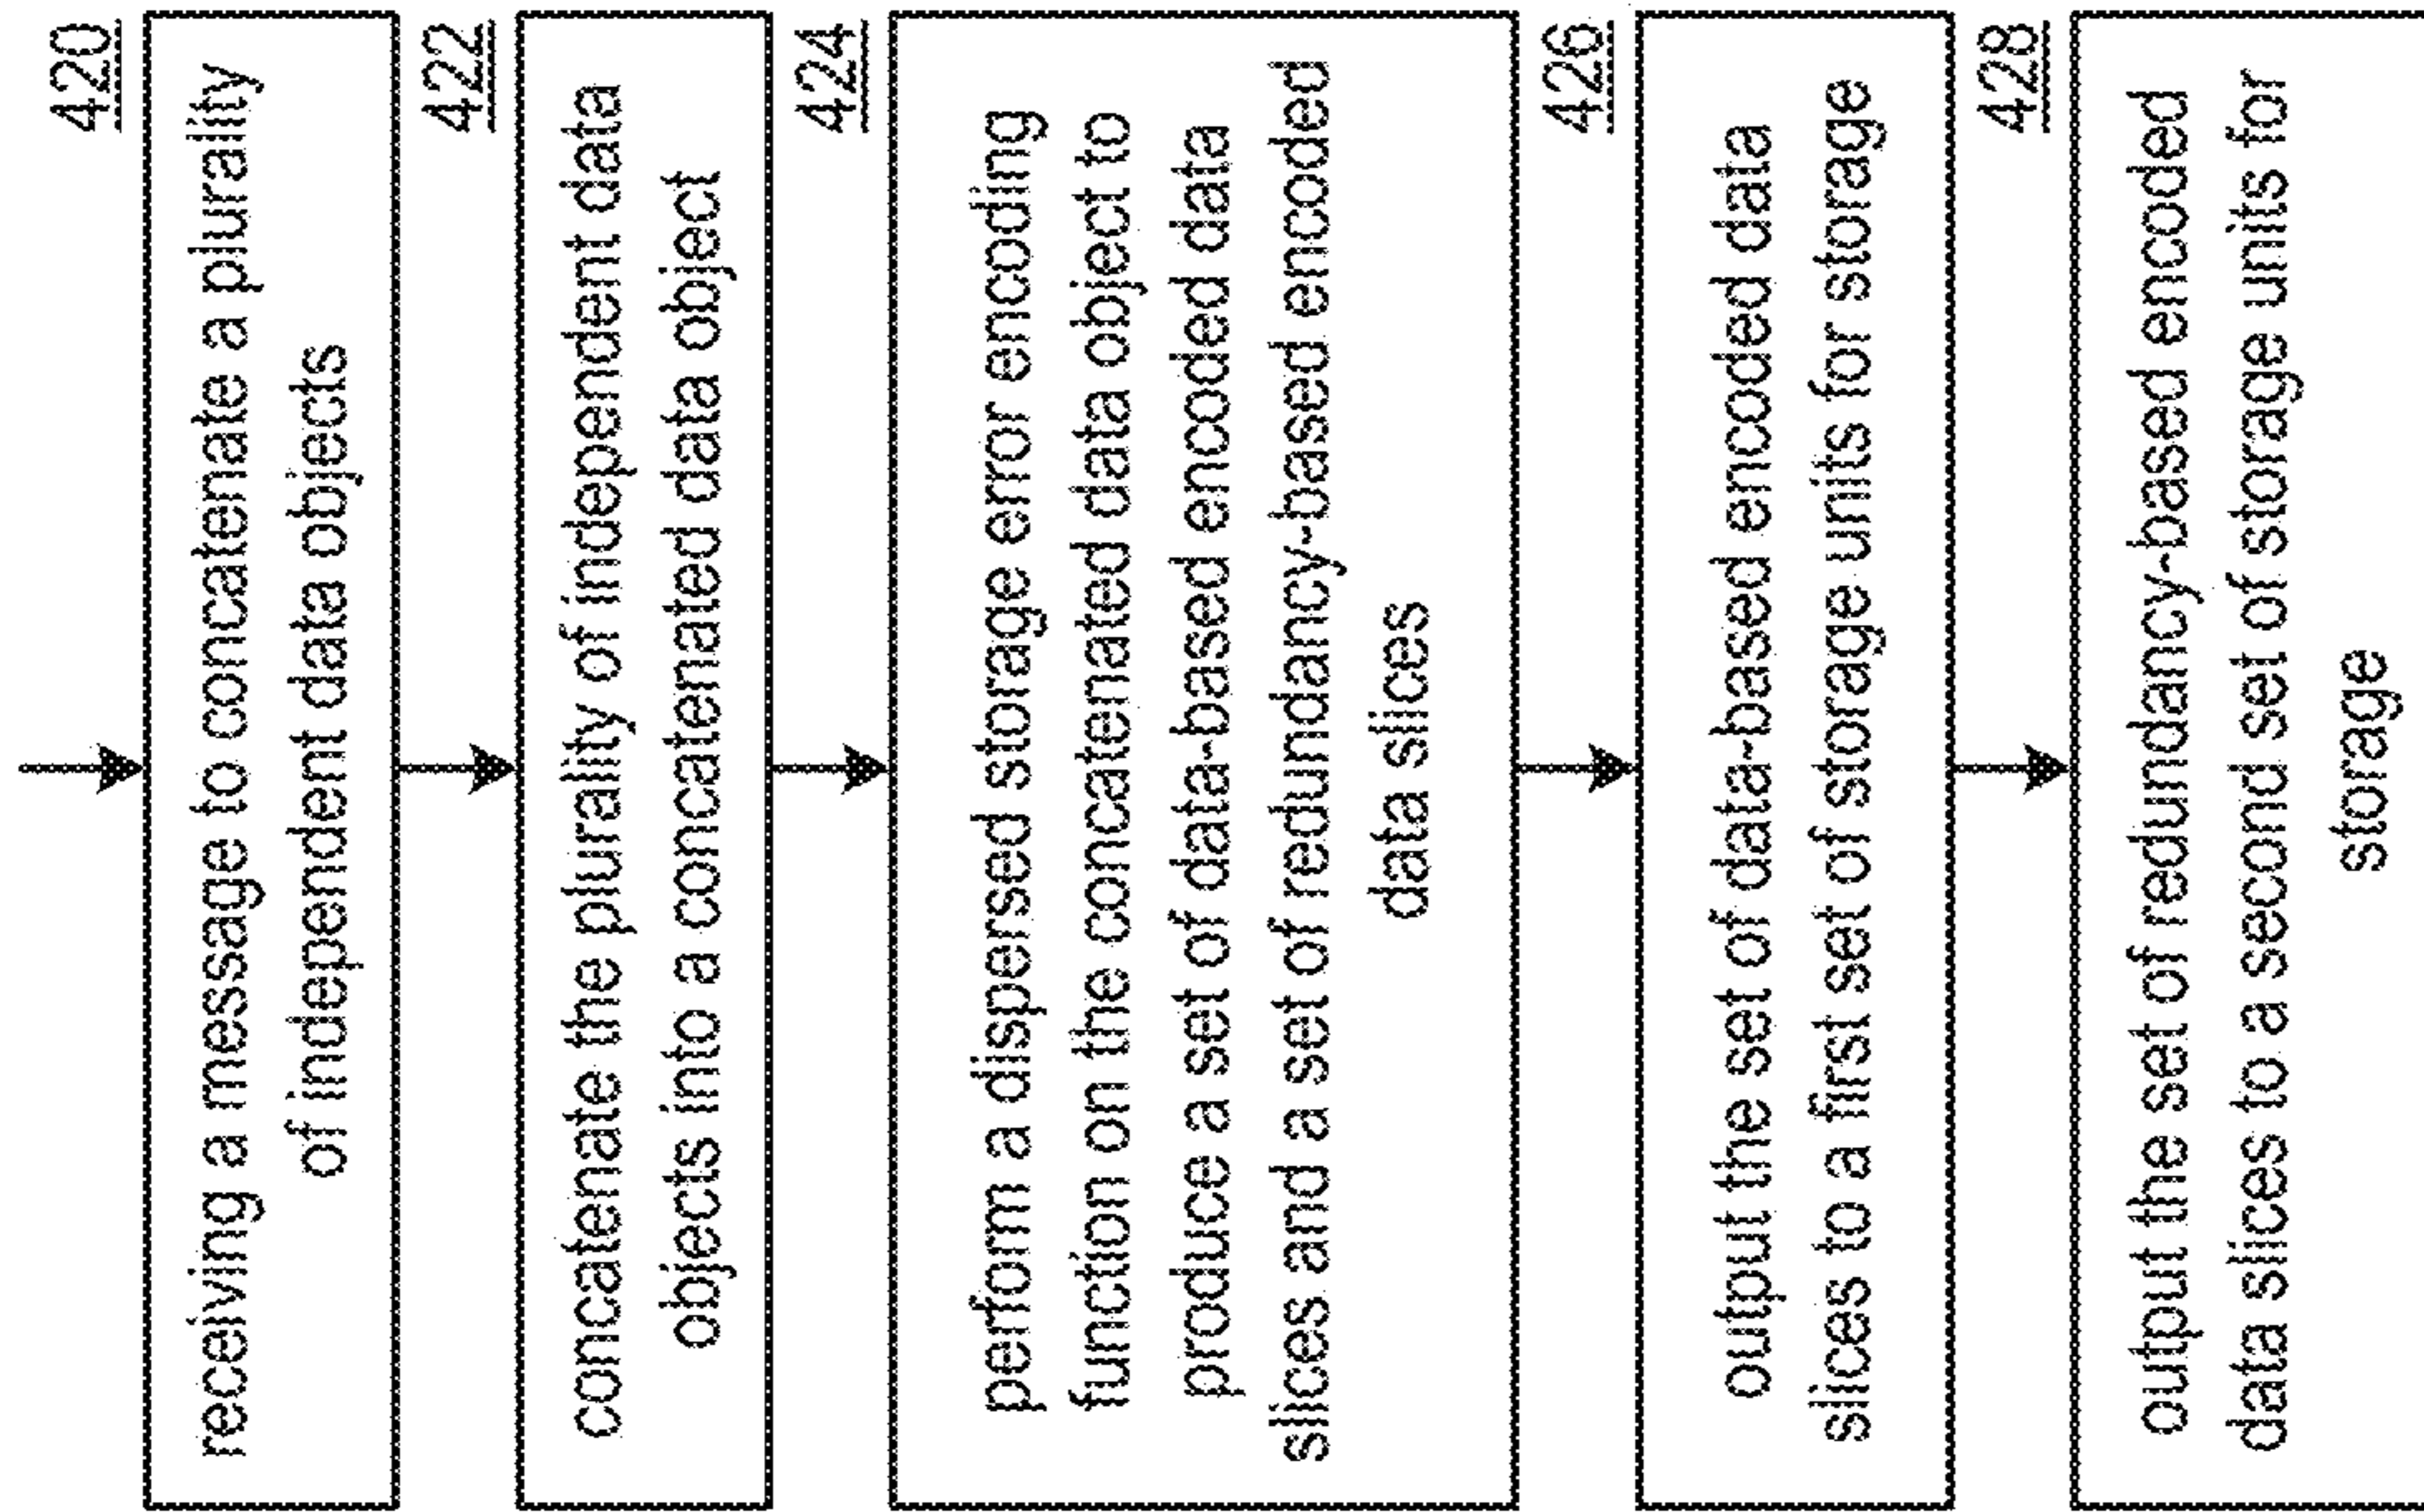 420
receiving a message to concatenate a plurality
of independent data objects
422
concatenate the plurality of independent data
objects into a concatenated data object
424
perform a dispersed storage error encoding
function on the concatenated data object to
produce a set of data-based encoded data
slices and a set of redundancy-based encoded
data slices
426
output the set of data-based encoded data
slices to a first set of storage units for storage
428
output the set of redundancy-based encoded
data slices to a second set of storage units for
storage